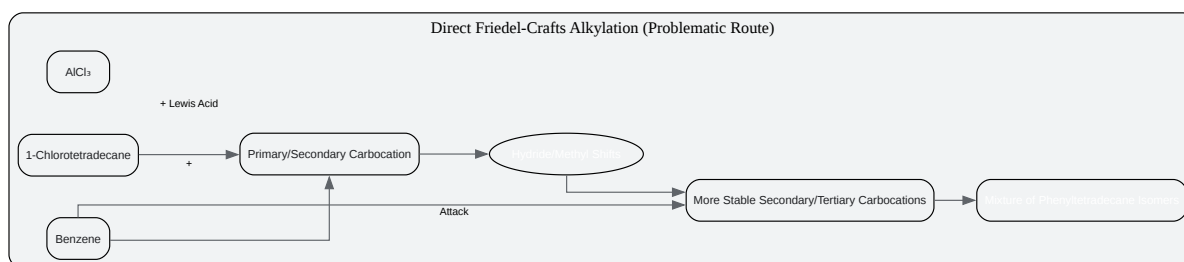 Direct Friedel-Crafts Alkylation (Problematic Route)
AlCl₃
+ Lewis Acid
1-Chlorotetradecane
+
Primary/Secondary Carbocation
Hydride/Methyl Shifts
More Stable Secondary/Tertiary Carbocations
Mixture of Phenyltetradecane Isomers
Attack
Benzene